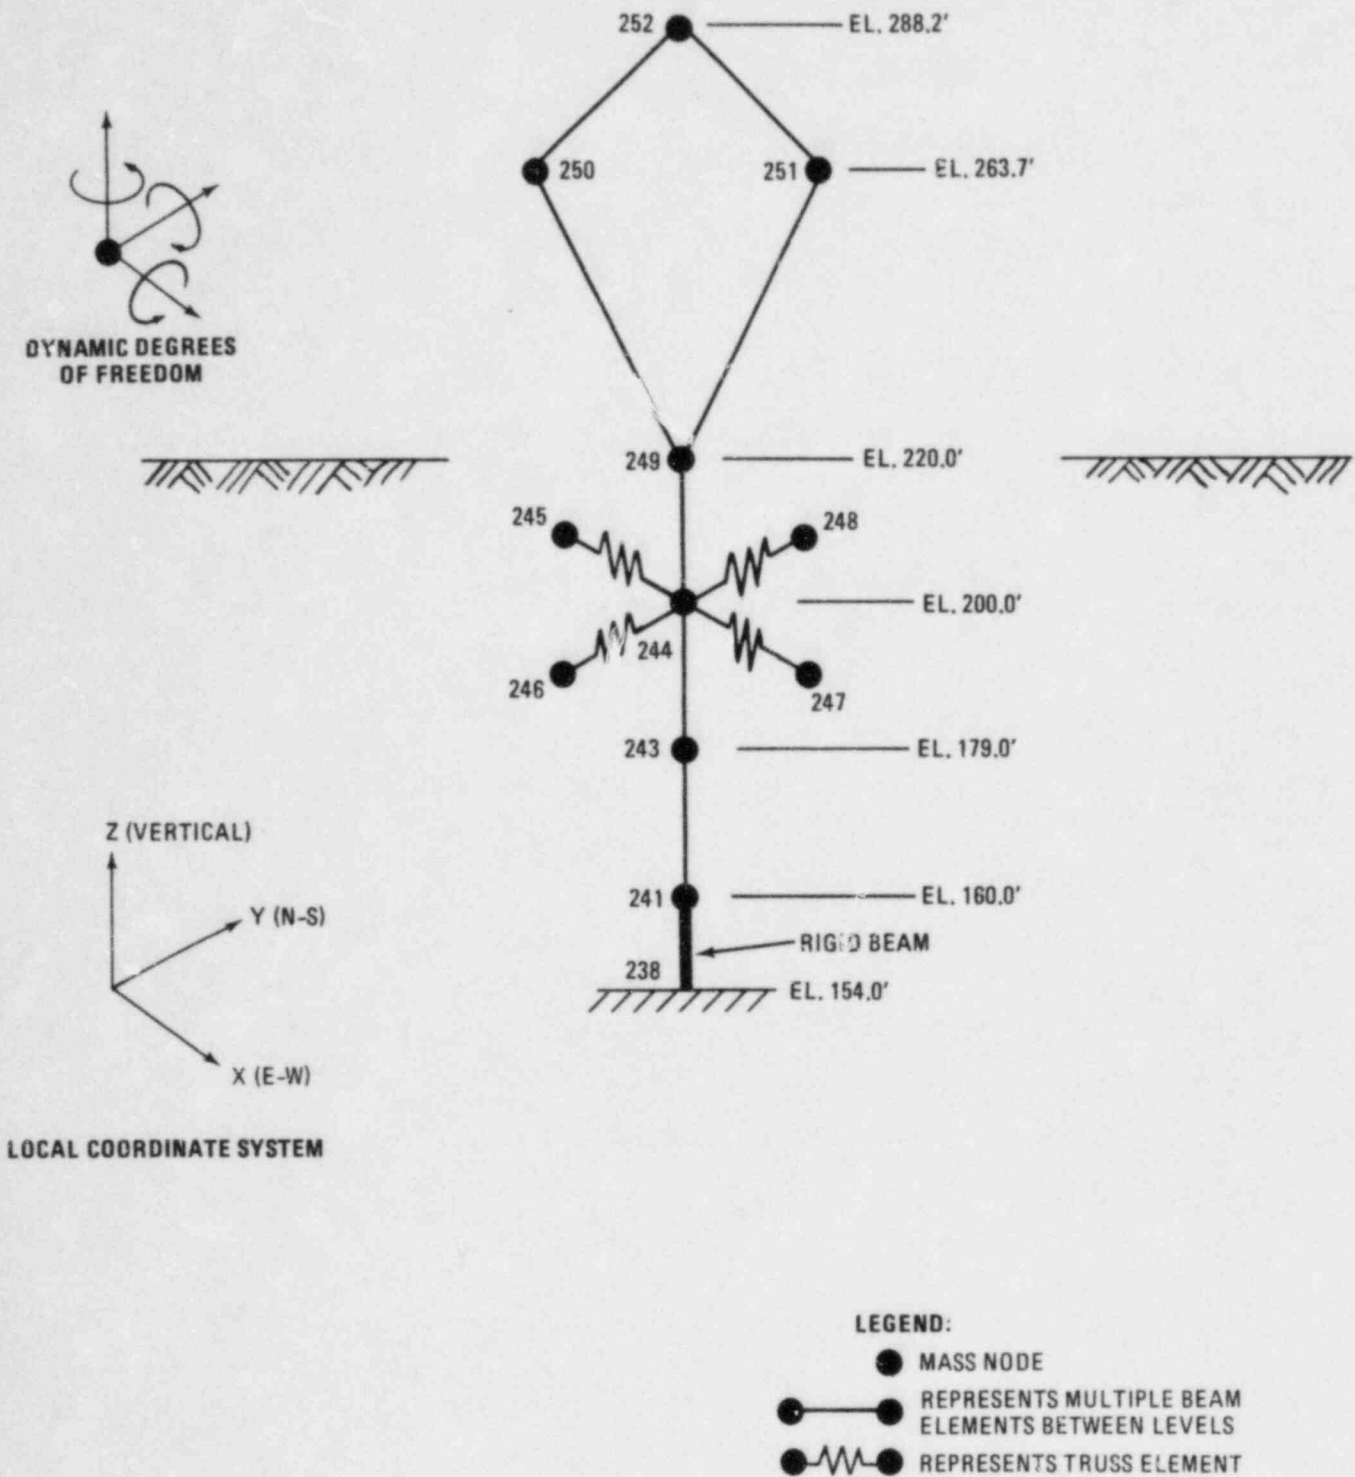 252
EL. 288.2'
250
251
EL. 263.7'
DYNAMIC DEGREES
OF FREEDOM
249
EL. 220.0'
245
248
EL. 200.0'
244
246
247
243
EL. 179.0'
Z (VERTICAL)
Y (N-S)
X (E-W)
LOCAL COORDINATE SYSTEM
241
EL. 160.0'
RIGID BEAM
238
EL. 154.0'
LEGEND:
MASS NODE
REPRESENTS MULTIPLE BEAM
ELEMENTS BETWEEN LEVELS
REPRESENTS TRUSS ELEMENT